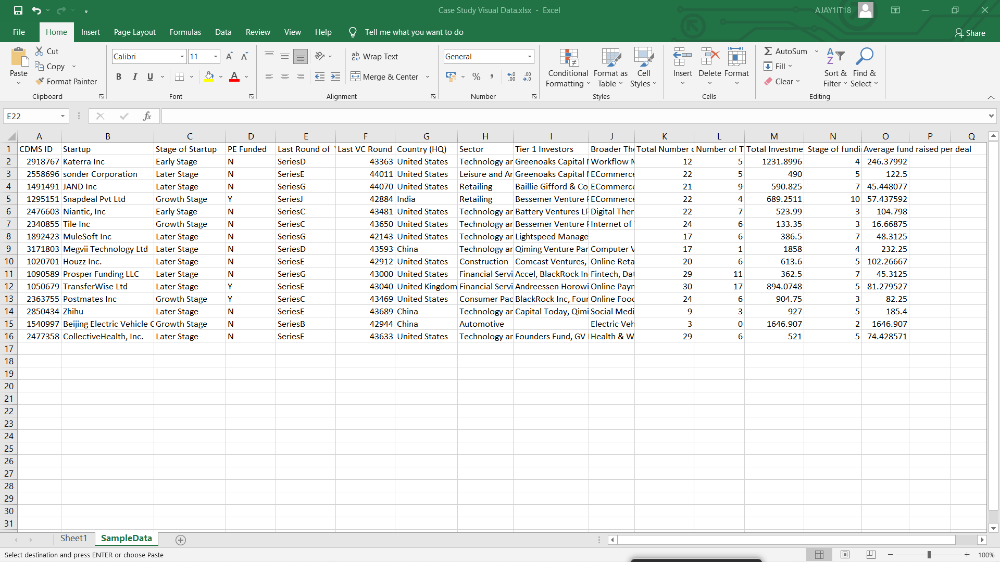 Case Study Visual Data.xlsx - Excel
AJAY1IT18
File Home Insert Page Layout Formulas Data Review View Help Tell me what you want to do Share
Paste Cut Copy Format Painter Clipboard
Calibri 11 B I U A Font
Wrap Text Merge & Center Alignment
General % , Number
Conditional Formatting Format as Table Cell Styles Styles
Insert Delete Format Cells
AutoSum Fill Clear Sort & Filter Find & Select Editing
E22 fx
A B C D E F G H I J K L M N O P Q
1 CDMS ID Startup Stage of Startup PE Funded Last Round of Last VC Round Country (HQ) Sector Tier 1 Investors Broader The Total Number Number of T Total Investme Stage of fundi Average fund raised per deal
2 2918767 Katerra Inc Early Stage N SeriesD 43363 United States Technology ar Greenoaks Capital Workflow 12 5 1231.8996 4 246.37992
3 2558696 sonder Corporation Later Stage N SeriesE 44011 United States Leisure and Ar Greenoaks Capital ECommerce 22 5 490 5 122.5
4 1491491 JAND Inc Later Stage N SeriesG 44070 United States Retailing Baillie Gifford & Co ECommerce 21 9 590.825 7 45.448077
5 1295151 Snapdeal Pvt Ltd Growth Stage Y SeriesJ 42884 India Retailing Bessemer Venture ECommerce 22 4 689.2511 10 57.437592
6 2476603 Niantic, Inc Early Stage N SeriesC 43481 United States Technology ar Battery Ventures LP Digital Ther 22 7 523.99 3 104.798
7 2340855 Tile Inc Growth Stage N SeriesC 43650 United States Technology ar Bessemer Venture Internet of 24 6 133.35 3 16.66875
8 1892423 MuleSoft Inc Later Stage N SeriesG 42143 United States Technology ar Lightspeed Manage 17 6 386.5 7 48.3125
9 3171803 Megvii Technology Ltd Later Stage N SeriesD 43593 China Technology ar Qiming Venture Par Computer V 17 1 1858 4 232.25
10 1020701 Houzz Inc. Later Stage N SeriesE 42912 United States Construction Comcast Ventures, Online Reta 20 6 613.6 5 102.26667
11 1090589 Prosper Funding LLC Later Stage N SeriesG 43000 United States Financial Servi Accel, BlackRock In Fintech, Dat 29 11 362.5 7 45.3125
12 1050679 TransferWise Ltd Later Stage Y SeriesE 43040 United Kingdom Financial Servi Andreessen Horowi Online Payn 30 17 894.0748 5 81.279527
13 2363755 Postmates Inc Growth Stage Y SeriesC 43469 United States Consumer Pac BlackRock Inc, Four Online Food 24 6 904.75 3 82.25
14 2850434 Zhihu Later Stage N SeriesE 43689 China Technology ar Capital Today, Qimi Social Medi 9 3 927 5 185.4
15 1540997 Beijing Electric Vehicle C Growth Stage N SeriesB 42944 China Automotive Electric Veh 3 0 1646.907 2 1646.907
16 2477358 CollectiveHealth, Inc. Later Stage N SeriesE 43633 United States Technology ar Founders Fund, GV Health & W 29 6 521 5 74.428571
17
18
19
20
21
22
23
24
25
26
27
28
29
30
31
Sheet1 SampleData
Select destination and press ENTER or choose Paste
100%